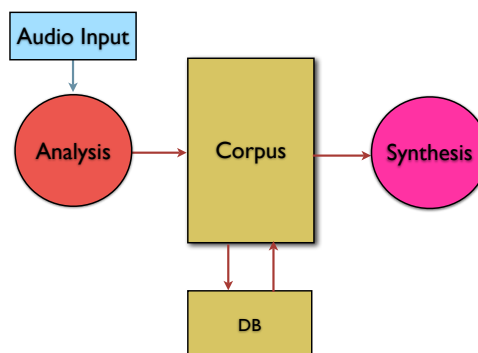 Audio Input
Analysis
Corpus
Synthesis
DB